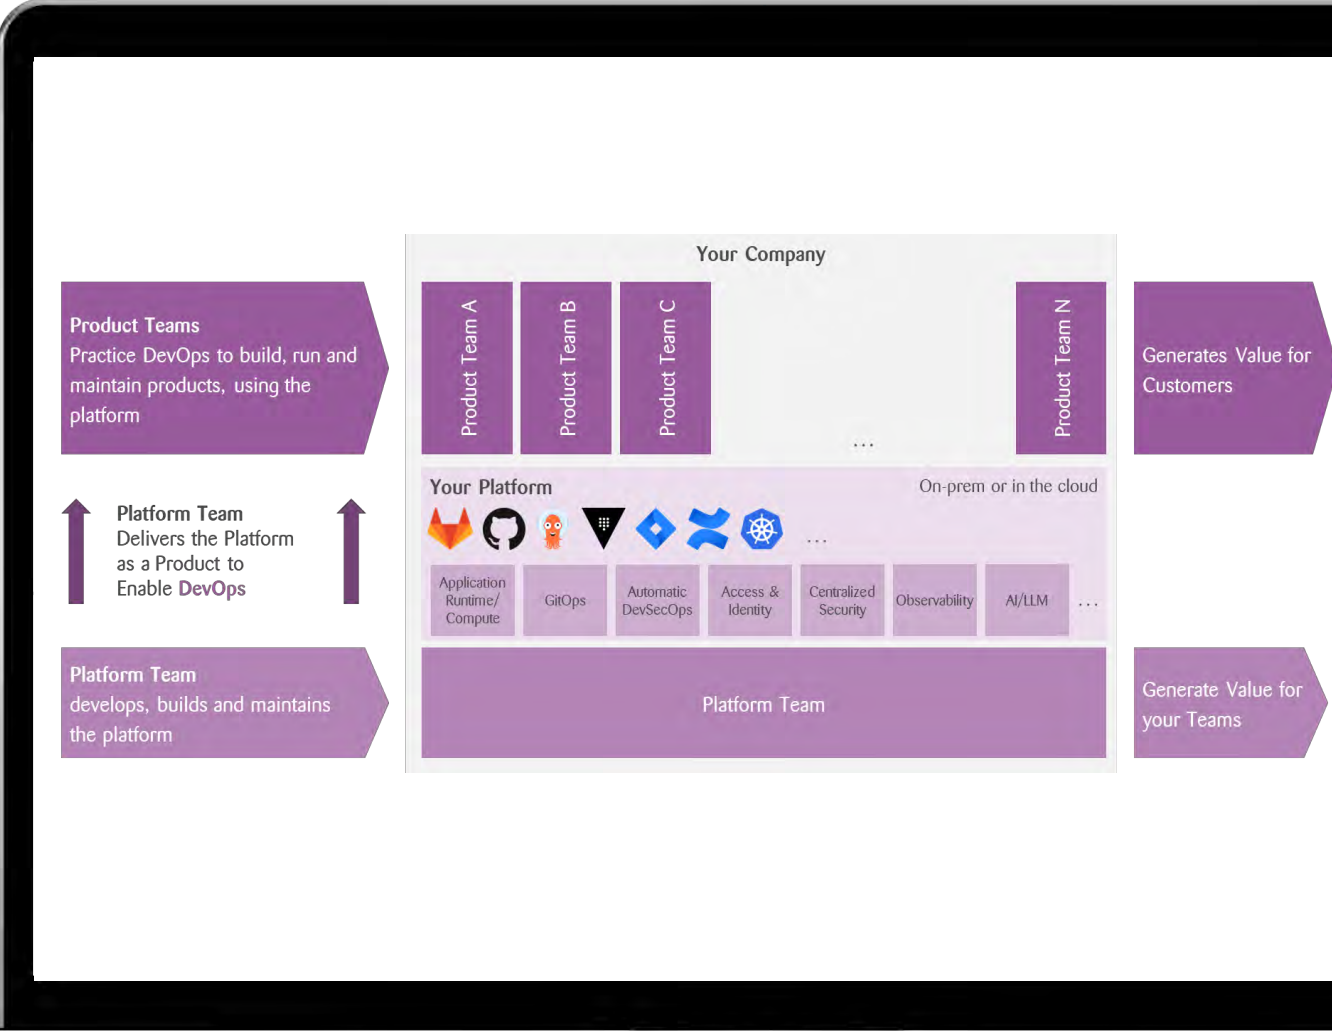 Your Company
Product Teams
Practice DevOps to build, run and
maintain products, using the
platform
Product Team A
Product Team B
Product Team C
...
Product Team N
Generates Value for
Customers
Platform Team
Delivers the Platform
as a Product to
Enable DevOps
Your Platform
On-prem or in the cloud
...
Application
Runtime/
Compute
GitOps
Automatic
DevSecOps
Access &
Identity
Centralized
Security
Observability
AI/LLM
...
Platform Team
develops, builds and maintains
the platform
Platform Team
Generate Value for
your Teams